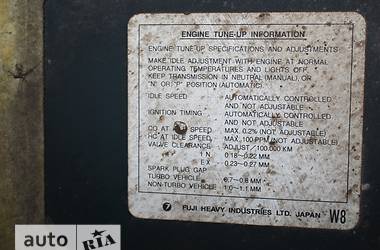 ENGINE TUNE-UP INFORMATION
ENGINE TUNE-UP SPECIFICATIONS AND ADJUSTMENTS
MAKE IDLE ADJUSTMENT WITH ENGINE AT NORMAL
OPERATING TEMPERATURES AND LIGHTS OFF.
KEEP TRANSMISSION IN NEUTRAL (MANUAL), OR
"N" OR "P" POSITION (AUTOMATIC).
IDLE SPEED AUTOMATICALLY CONTROLLED
AND NOT ADJUSTABLE
IGNITION TIMING AUTOMATICALLY CONTROLLED
AND NOT ADJUSTABLE
CO AT SPEED MAX. 0.2% (NOT ADJUSTABLE)
HC AT IDLE SPEED MAX. 100 PPM (NOT ADJUSTABLE)
VALVE CLEARANCE ADJUST 100,000 KM
IN 0.18-0.22 MM
EX 0.23-0.27 MM
SPARK PLUG GAP
TURBO VEHICLE 0.7-0.8 MM
NON-TURBO VEHICLE 1.0-1.1 MM
7 FUJI HEAVY INDUSTRIES LTD. JAPAN W8
auto RIA
.com